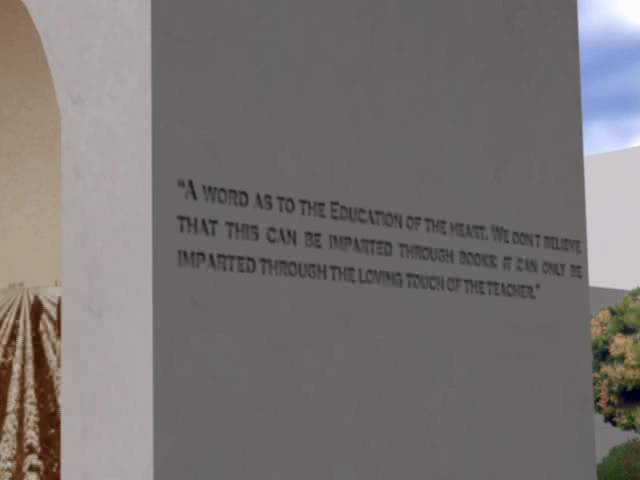 “A WORD AS TO THE EDUCATION OF THE HEART. WE DON'T BELIEVE
THAT THIS CAN BE IMPARTED THROUGH BOOKS; IT CAN ONLY BE
IMPARTED THROUGH THE LOVING TOUCH OF THE TEACHER.”